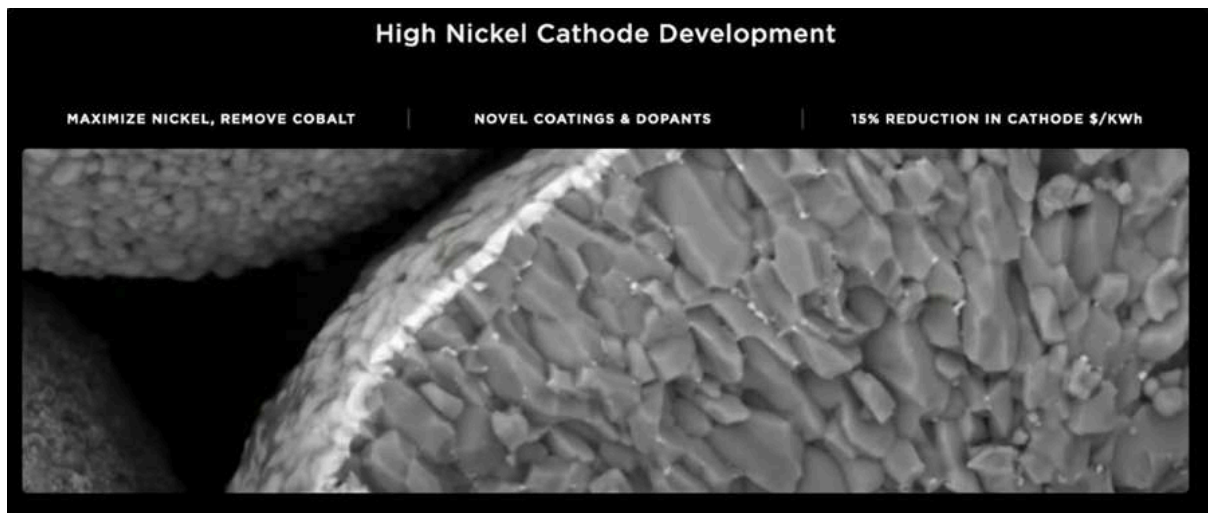 High Nickel Cathode Development
MAXIMIZE NICKEL, REMOVE COBALT
NOVEL COATINGS & DOPANTS
15% REDUCTION IN CATHODE $/KWh